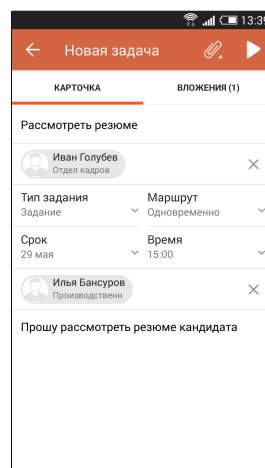 13:39
Новая задача
КАРТОЧКА ВЛОЖЕНИЯ (1)
Рассмотреть резюме
Иван Голубев
Отдел кадров
Тип задания Маршрут
Задание Одновременно
Срок Время
29 мая 15:00
Илья Бансуров
Производственн
Прошу рассмотреть резюме кандидата